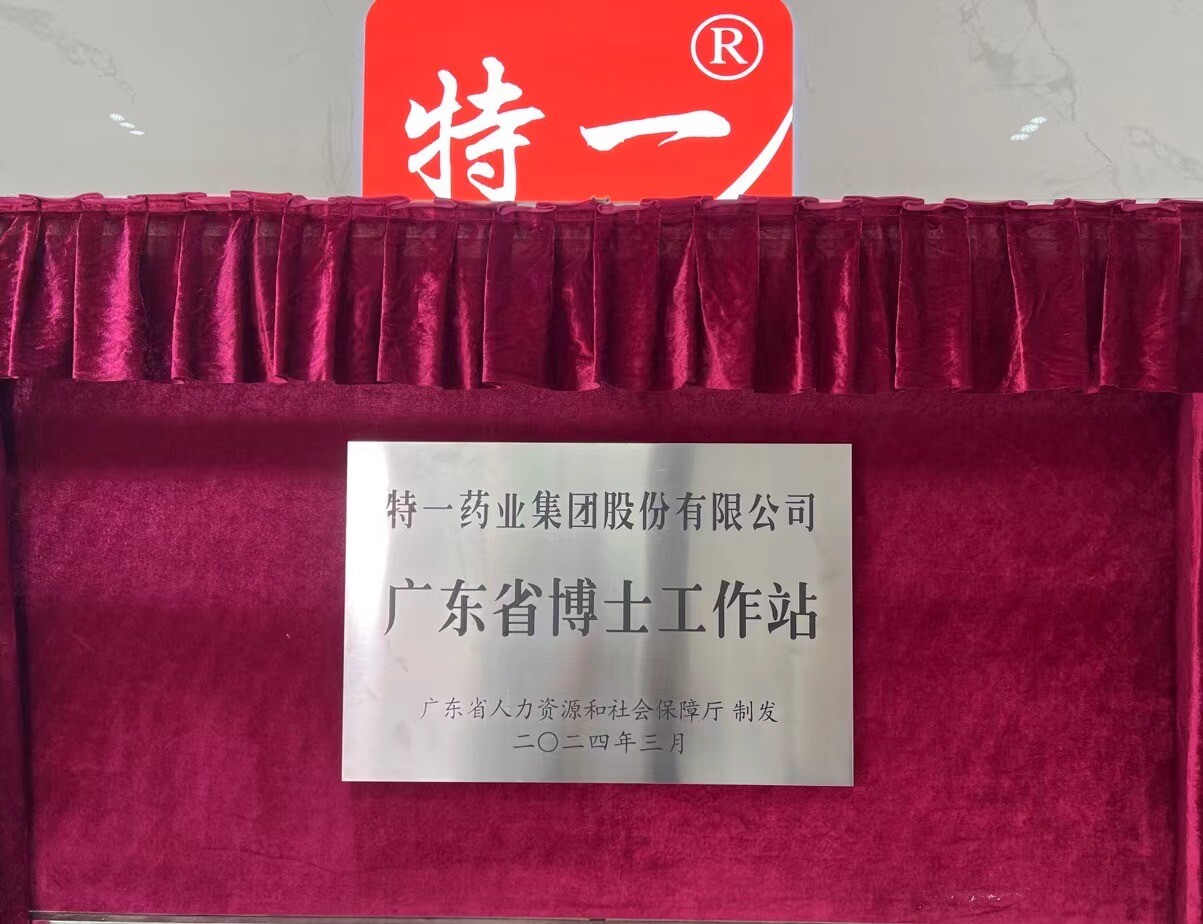 特一®
特一药业集团股份有限公司
广东省博士工作站
广东省人力资源和社会保障厅 制发
二〇二四年三月